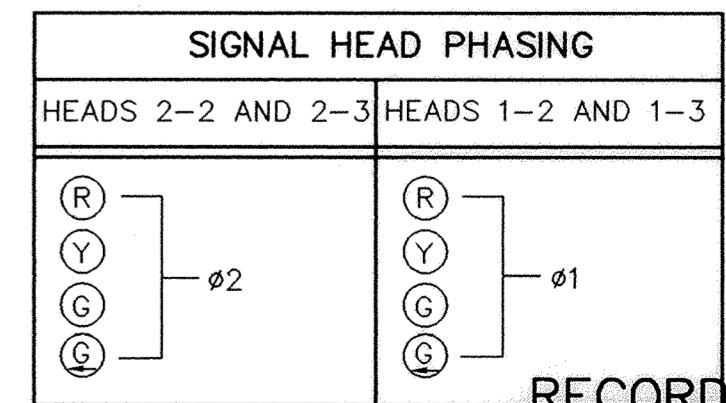 SIGNAL HEAD PHASING
HEADS 2-2 AND 2-3
HEADS 1-2 AND 1-3
R
Y
G
G
ø2
R
Y
G
G
ø1
RECORD